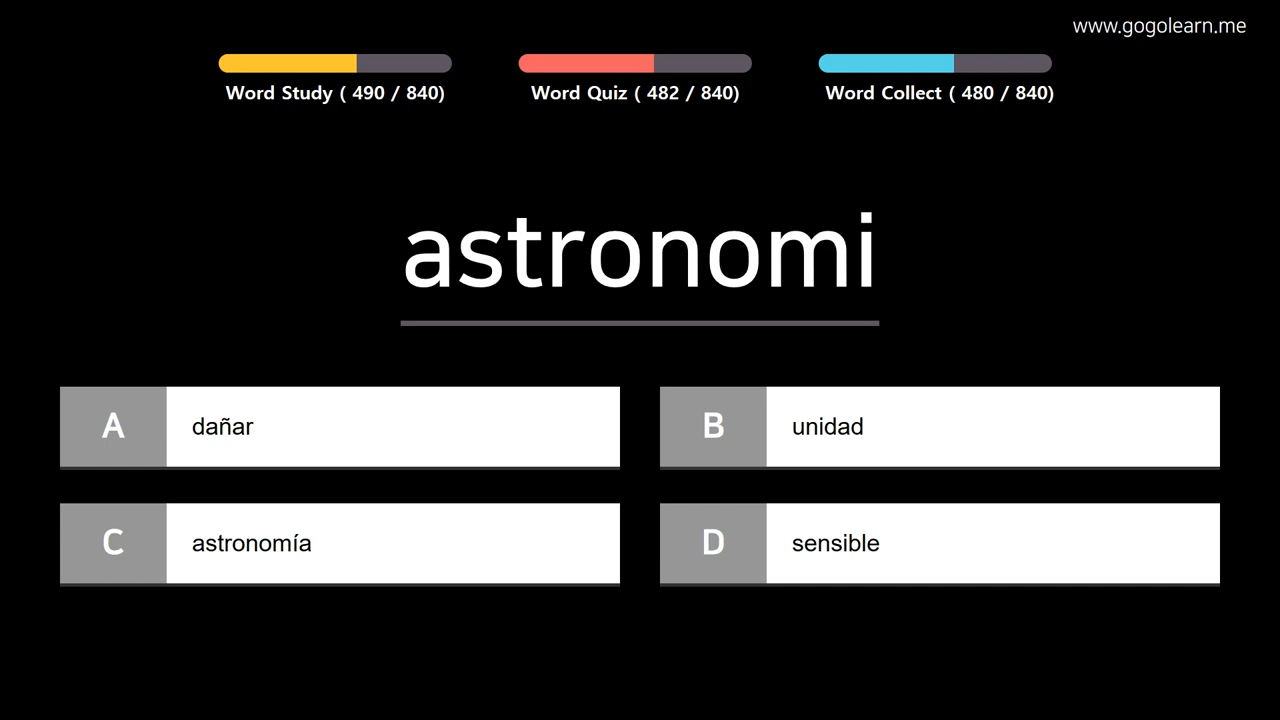 www.gogolearn.me
Word Study ( 490 / 840)
Word Quiz ( 482 / 840)
Word Collect ( 480 / 840)
astronomi
A
dañar
B
unidad
C
astronomía
D
sensible